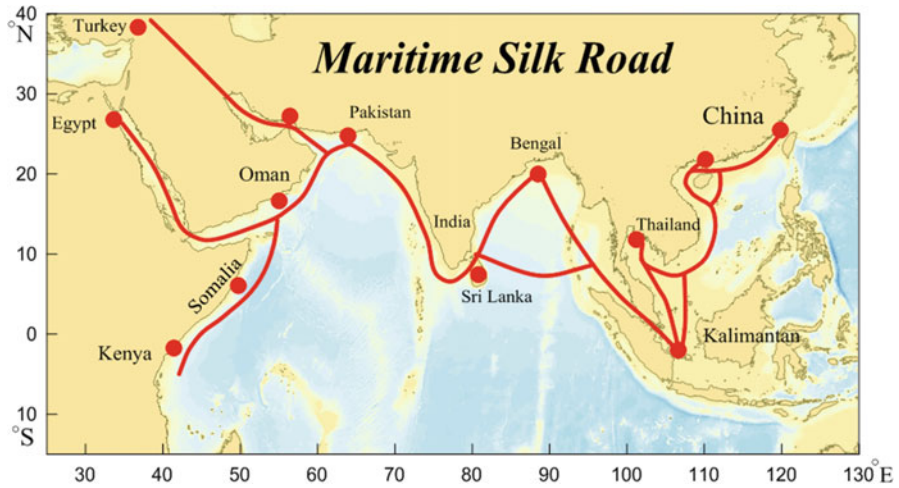 40
°N
Turkey
Maritime Silk Road
30
Egypt
Pakistan
China
Bengal
20
Oman
India
Thailand
10
Somalia
Sri Lanka
0
Kenya
Kalimantan
10
°S
30 40 50 60 70 80 90 100 110 120 130 °E